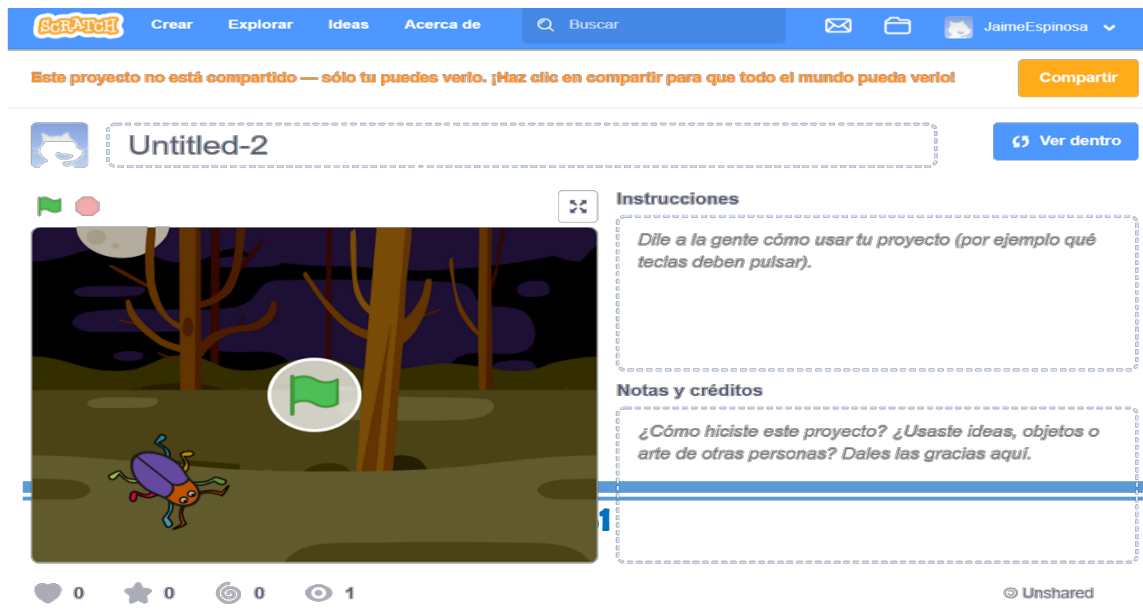 SCRATCH Crear Explorar Ideas Acerca de Buscar JaimeEspinosa
Este proyecto no está compartido — sólo tu puedes verlo. ¡Haz clic en compartir para que todo el mundo pueda verlo!
Compartir
Untitled-2
Ver dentro
Instrucciones
Dile a la gente cómo usar tu proyecto (por ejemplo qué
teclas deben pulsar).
Notas y créditos
¿Cómo hiciste este proyecto? ¿Usaste ideas, objetos o
arte de otras personas? Dales las gracias aquí.
0 0 0 1
Unshared